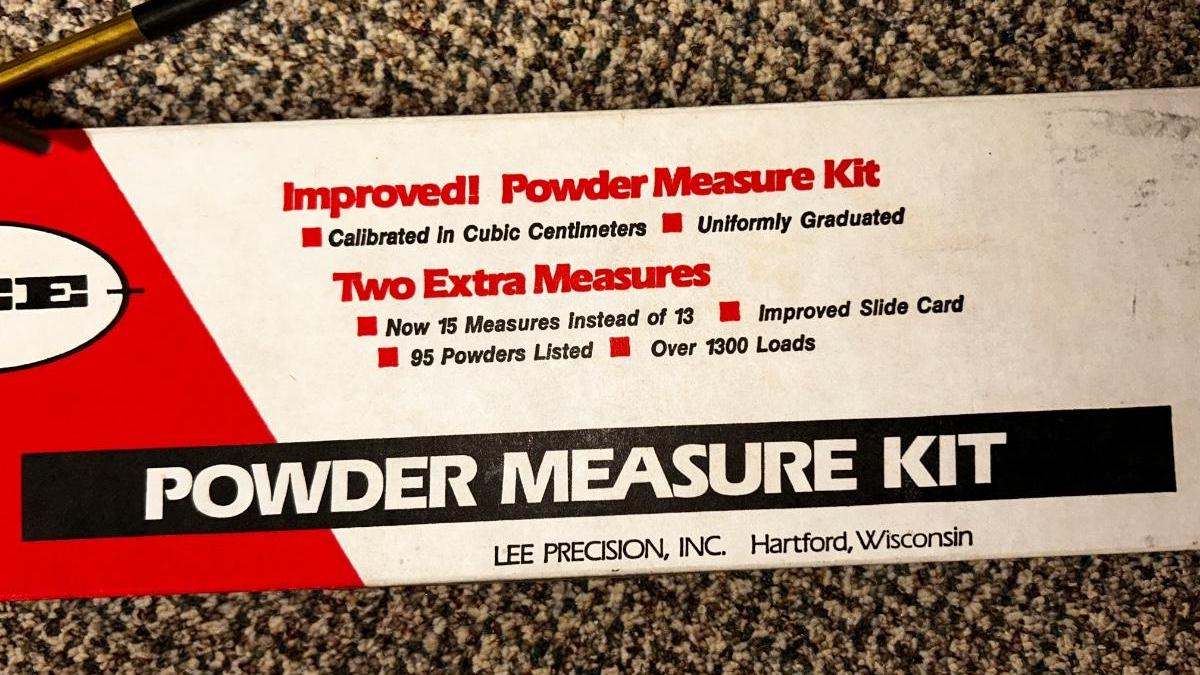 Improved! Powder Measure Kit
Calibrated in Cubic Centimeters Uniformly Graduated
Two Extra Measures
Now 15 Measures instead of 13 Improved Slide Card
95 Powders Listed Over 1300 Loads
POWDER MEASURE KIT
LEE PRECISION, INC. Hartford, Wisconsin